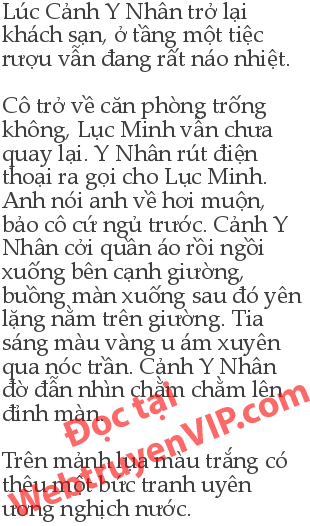 Lúc Cảnh Y Nhân trở lại
khách sạn, ở tầng một tiệc
rượu vẫn đang rất náo nhiệt.
Cô trở về căn phòng trống
không, Lục Minh vẫn chưa
quay lại. Y Nhân rút điện
thoại ra gọi cho Lục Minh.
Anh nói anh về hơi muộn,
bảo cô cứ ngủ trước. Cảnh Y
Nhân cởi quần áo rồi ngồi
xuống bên cạnh giường,
buông màn xuống sau đó yên
lặng nằm trên giường. Tia
sáng màu vàng u ám xuyên
qua nóc trần. Cảnh Y Nhân
đờ đẫn nhìn chằm chằm lên
đỉnh màn.
Đọc tại
WebtruyenVIP.com
Trên mảnh lụa màu trắng có
thêu một bức tranh uyên
ương nghịch nước.